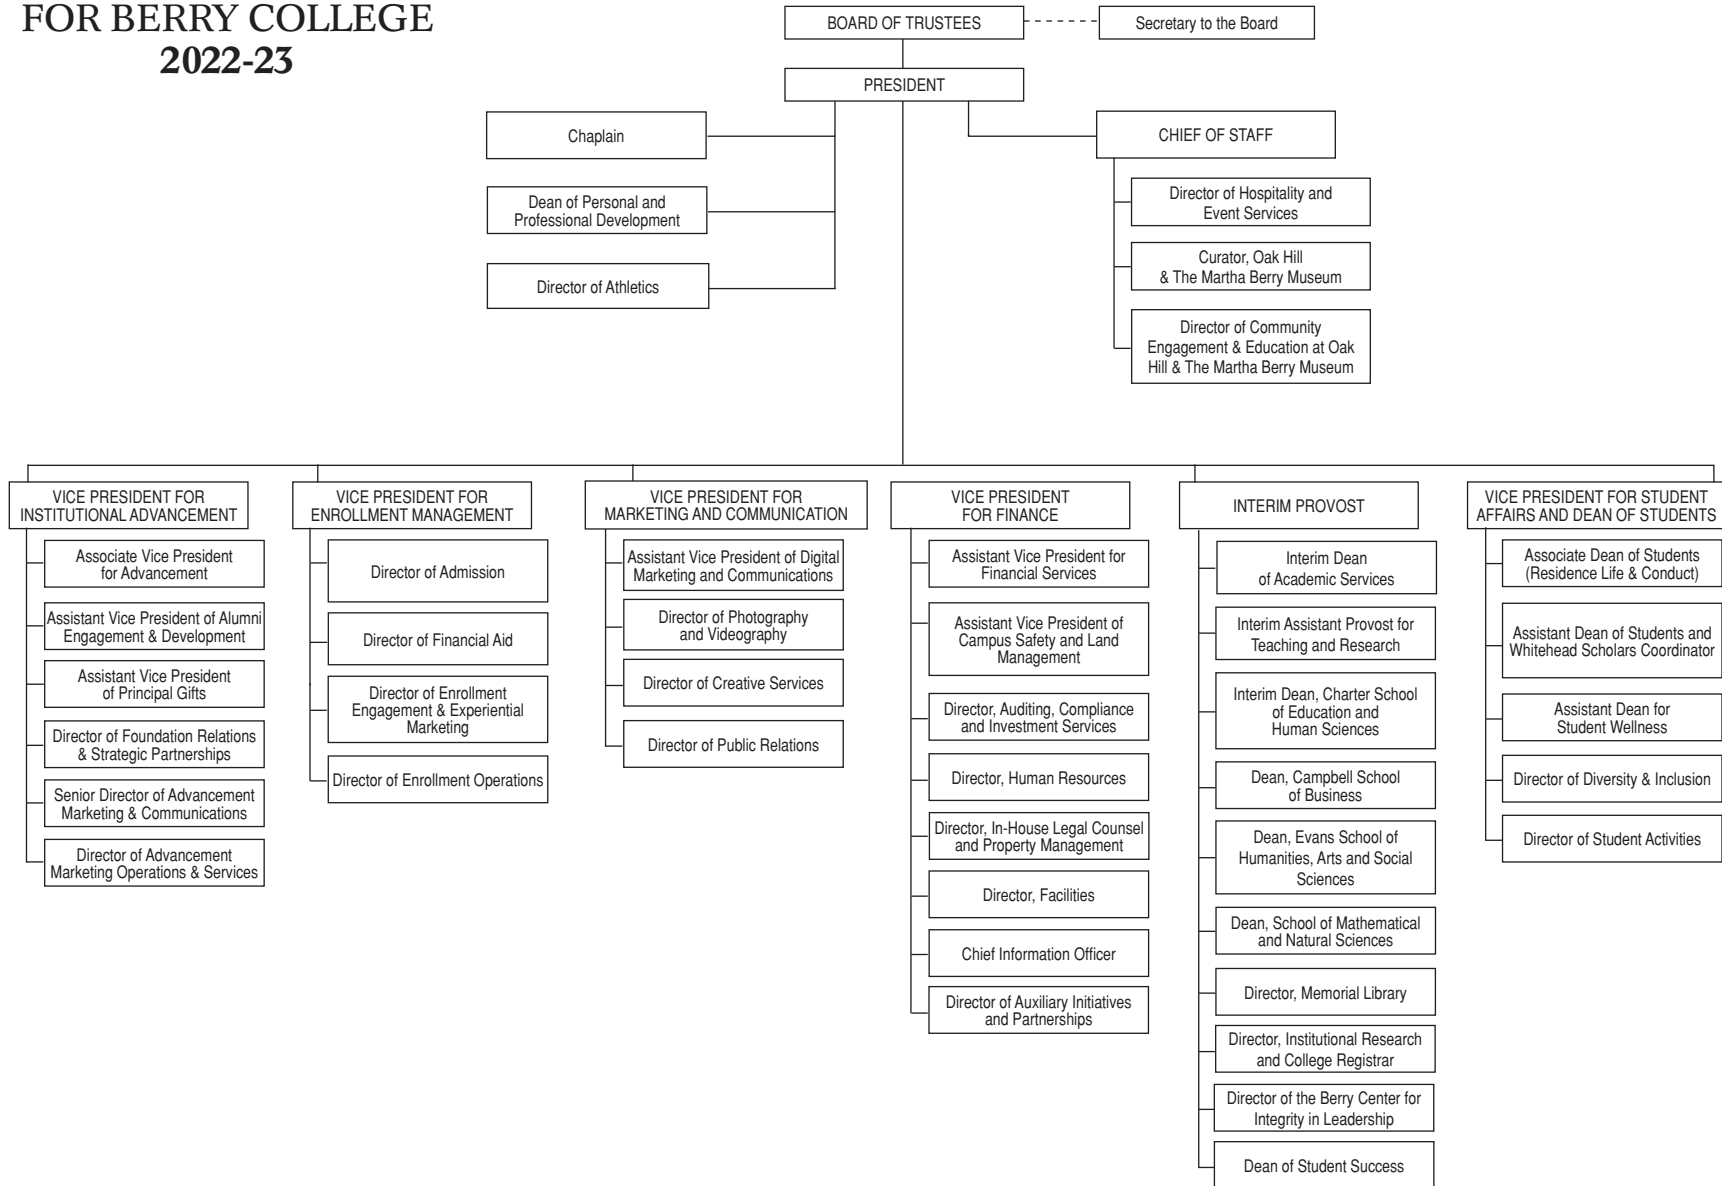 FOR BERRY COLLEGE
2022-23
BOARD OF TRUSTEES
Secretary to the Board
PRESIDENT
Chaplain
CHIEF OF STAFF
Dean of Personal and
Professional Development
Director of Athletics
Director of Hospitality and
Event Services
Curator, Oak Hill
& The Martha Berry Museum
Director of Community
Engagement & Education at Oak
Hill & The Martha Berry Museum
VICE PRESIDENT FOR
INSTITUTIONAL ADVANCEMENT
Associate Vice President
for Advancement
Assistant Vice President of Alumni
Engagement & Development
Assistant Vice President
of Principal Gifts
Director of Foundation Relations
& Strategic Partnerships
Senior Director of Advancement
Marketing & Communications
Director of Advancement
Marketing Operations & Services
VICE PRESIDENT FOR
ENROLLMENT MANAGEMENT
Director of Admission
Director of Financial Aid
Director of Enrollment
Engagement & Experiential
Marketing
Director of Enrollment Operations
VICE PRESIDENT FOR
MARKETING AND COMMUNICATION
Assistant Vice President of Digital
Marketing and Communications
Director of Photography
and Videography
Director of Creative Services
Director of Public Relations
VICE PRESIDENT
FOR FINANCE
Assistant Vice President for
Financial Services
Assistant Vice President of
Campus Safety and Land
Management
Director, Auditing, Compliance
and Investment Services
Director, Human Resources
Director, In-House Legal Counsel
and Property Management
Director, Facilities
Chief Information Officer
Director of Auxiliary Initiatives
and Partnerships
INTERIM PROVOST
Interim Dean
of Academic Services
Interim Assistant Provost for
Teaching and Research
Interim Dean, Charter School
of Education and
Human Sciences
Dean, Campbell School
of Business
Dean, Evans School of
Humanities, Arts and Social
Sciences
Dean, School of Mathematical
and Natural Sciences
Director, Memorial Library
Director, Institutional Research
and College Registrar
Director of the Berry Center for
Integrity in Leadership
Dean of Student Success
VICE PRESIDENT FOR STUDENT
AFFAIRS AND DEAN OF STUDENTS
Associate Dean of Students
(Residence Life & Conduct)
Assistant Dean of Students and
Whitehead Scholars Coordinator
Assistant Dean for
Student Wellness
Director of Diversity & Inclusion
Director of Student Activities